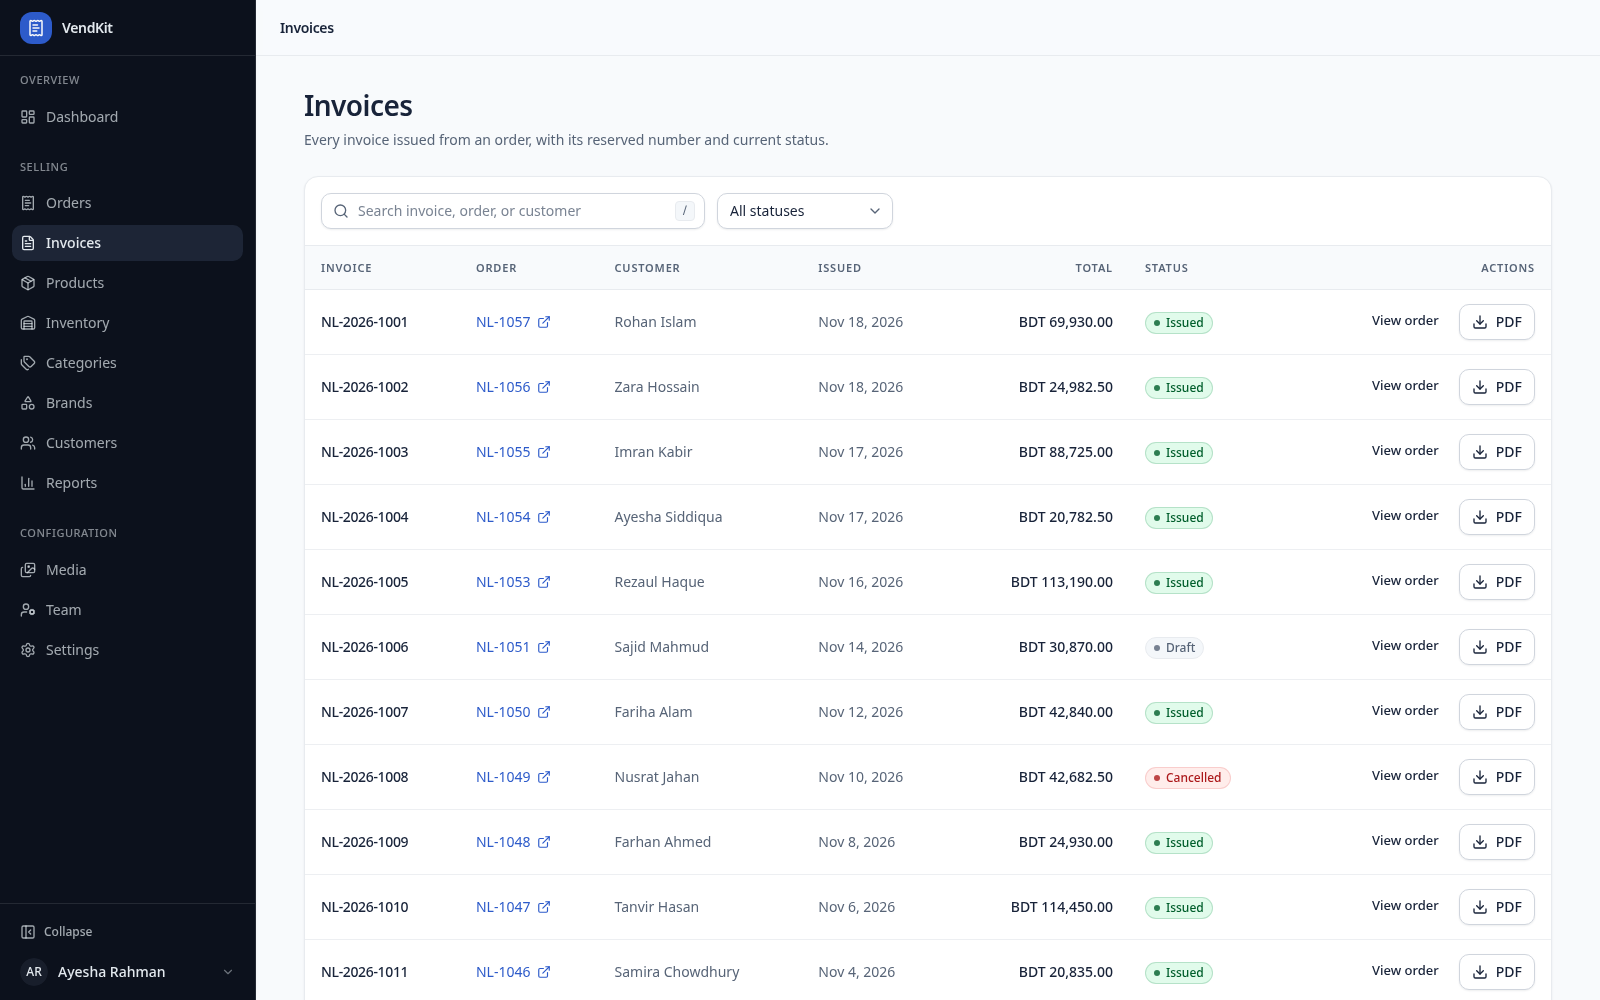 VendKit
OVERVIEW
Dashboard
SELLING
Orders
Invoices
Products
Inventory
Categories
Brands
Customers
Reports
CONFIGURATION
Media
Team
Settings
Collapse
AR Ayesha Rahman
Invoices
Invoices
Every invoice issued from an order, with its reserved number and current status.
Search invoice, order, or customer / All statuses
INVOICE ORDER CUSTOMER ISSUED TOTAL STATUS ACTIONS
NL-2026-1001 NL-1057 Rohan Islam Nov 18, 2026 BDT 69,930.00 Issued View order PDF
NL-2026-1002 NL-1056 Zara Hossain Nov 18, 2026 BDT 24,982.50 Issued View order PDF
NL-2026-1003 NL-1055 Imran Kabir Nov 17, 2026 BDT 88,725.00 Issued View order PDF
NL-2026-1004 NL-1054 Ayesha Siddiqua Nov 17, 2026 BDT 20,782.50 Issued View order PDF
NL-2026-1005 NL-1053 Rezaul Haque Nov 16, 2026 BDT 113,190.00 Issued View order PDF
NL-2026-1006 NL-1051 Sajid Mahmud Nov 14, 2026 BDT 30,870.00 Draft View order PDF
NL-2026-1007 NL-1050 Fariha Alam Nov 12, 2026 BDT 42,840.00 Issued View order PDF
NL-2026-1008 NL-1049 Nusrat Jahan Nov 10, 2026 BDT 42,682.50 Cancelled View order PDF
NL-2026-1009 NL-1048 Farhan Ahmed Nov 8, 2026 BDT 24,930.00 Issued View order PDF
NL-2026-1010 NL-1047 Tanvir Hasan Nov 6, 2026 BDT 114,450.00 Issued View order PDF
NL-2026-1011 NL-1046 Samira Chowdhury Nov 4, 2026 BDT 20,835.00 Issued View order PDF